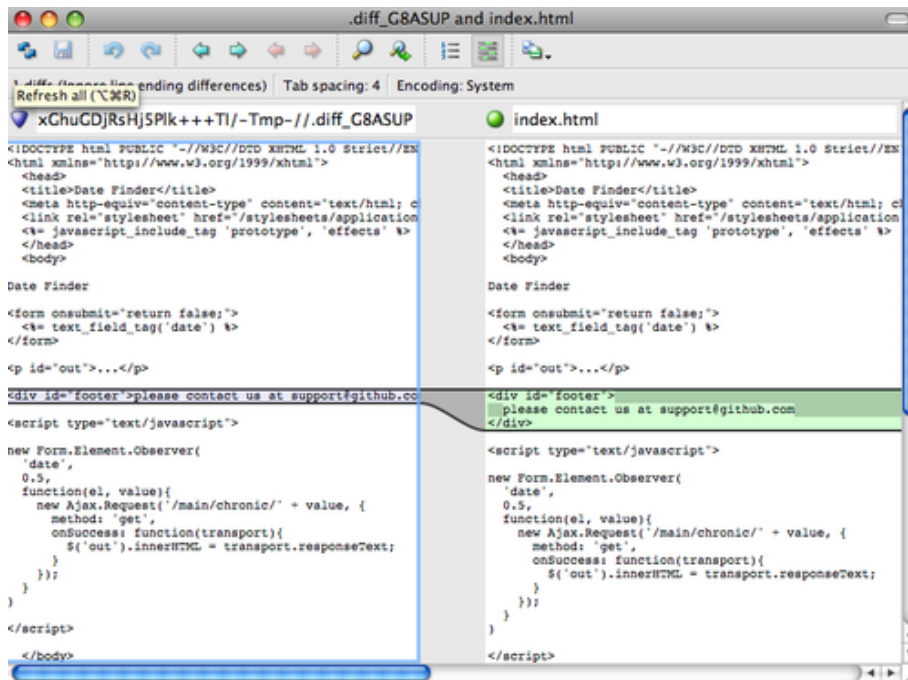 .diff_G8ASUP and index.html
ending differences) Tab spacing: 4 Encoding: System
Refresh all (⌥⌘R)
xGhuGDjRsHj5Plk+++TI/-Tmp-//.diff_G8ASUP
<!DOCTYPE html PUBLIC "-//W3C//DTD XHTML 1.0 Strict//EN
<html xmlns="http://www.w3.org/1999/xhtml">
<head>
<title>Date Finder</title>
<meta http-equiv="content-type" content="text/html; c
<link rel="stylesheet" href="/stylesheets/application
<%= javascript_include_tag 'prototype', 'effects' %>
</head>
<body>
Date Finder
<form onsubmit="return false;">
<%= text_field_tag('date') %>
</form>
<p id="out">...</p>
<div id="footer">please contact us at support@github.co
<script type="text/javascript">
new Form.Element.Observer(
'date',
0.5,
function(el, value){
new Ajax.Request('/main/chronic/' + value, {
method: 'get',
onSuccess: function(transport){
$('out').innerHTML = transport.responseText;
}
});
}
)
</script>
</body>
index.html
<!DOCTYPE html PUBLIC "-//W3C//DTD XHTML 1.0 Strict//EN
<html xmlns="http://www.w3.org/1999/xhtml">
<head>
<title>Date Finder</title>
<meta http-equiv="content-type" content="text/html; c
<link rel="stylesheet" href="/stylesheets/application
<%= javascript_include_tag 'prototype', 'effects' %>
</head>
<body>
Date Finder
<form onsubmit="return false;">
<%= text_field_tag('date') %>
</form>
<p id="out">...</p>
<div id="footer">
please contact us at support@github.com
</div>
<script type="text/javascript">
new Form.Element.Observer(
'date',
0.5,
function(el, value){
new Ajax.Request('/main/chronic/' + value, {
method: 'get',
onSuccess: function(transport){
$('out').innerHTML = transport.responseText;
}
});
}
)
</script>